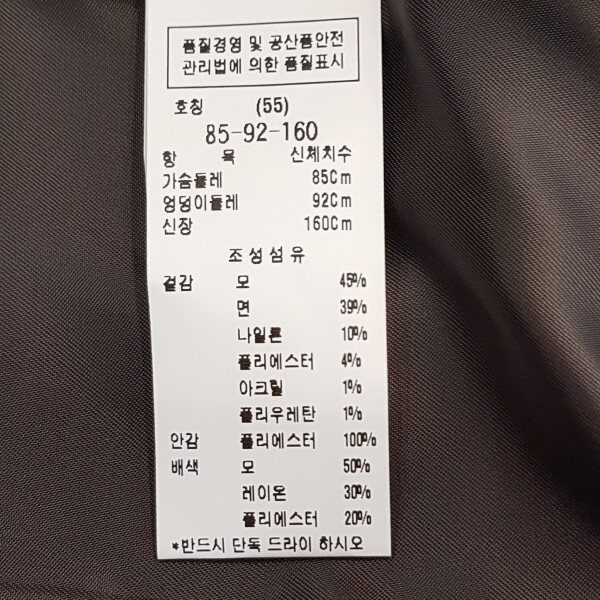 품질경영 및 공산품안전
관리법에 의한 품질표시
호칭 (55)
85-92-160
항 목 신체치수
가슴둘레 85Cm
엉덩이둘레 92Cm
신장 160Cm
조성섬유
겉감 모 45%
면 39%
나일론 10%
폴리에스터 4%
아크릴 1%
폴리우레탄 1%
안감 폴리에스터 100%
배색 모 50%
레이온 30%
폴리에스터 20%
*반드시 단독 드라이 하시오